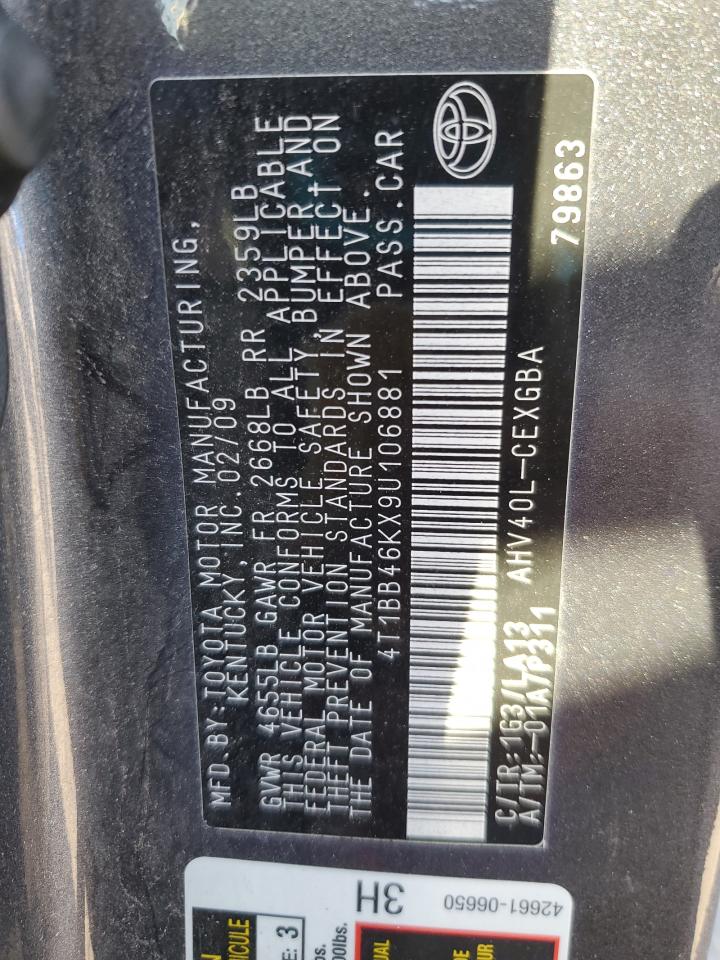 MFD.BY:TOYOTA MOTOR MANUFACTURING,
KENTUCKY,INC.02/09
GVWR 4655LB GAWR FR 2668LB RR 2359LB
THIS VEHICLE CONFORMS TO ALL APPLICABLE
FEDERAL MOTOR VEHICLE SAFETY, BUMPER AND
THEFT PREVENTION STANDARDS IN EFFECT ON
THE DATE OF MANUFACTURE SHOWN ABOVE.
4T1BB46KX9U106881 PASS.CAR
C/TR:1G3/LA13 AHV40L-CEXGBA
A/TM:-01A/P311
79863
3H
42661-06650
3